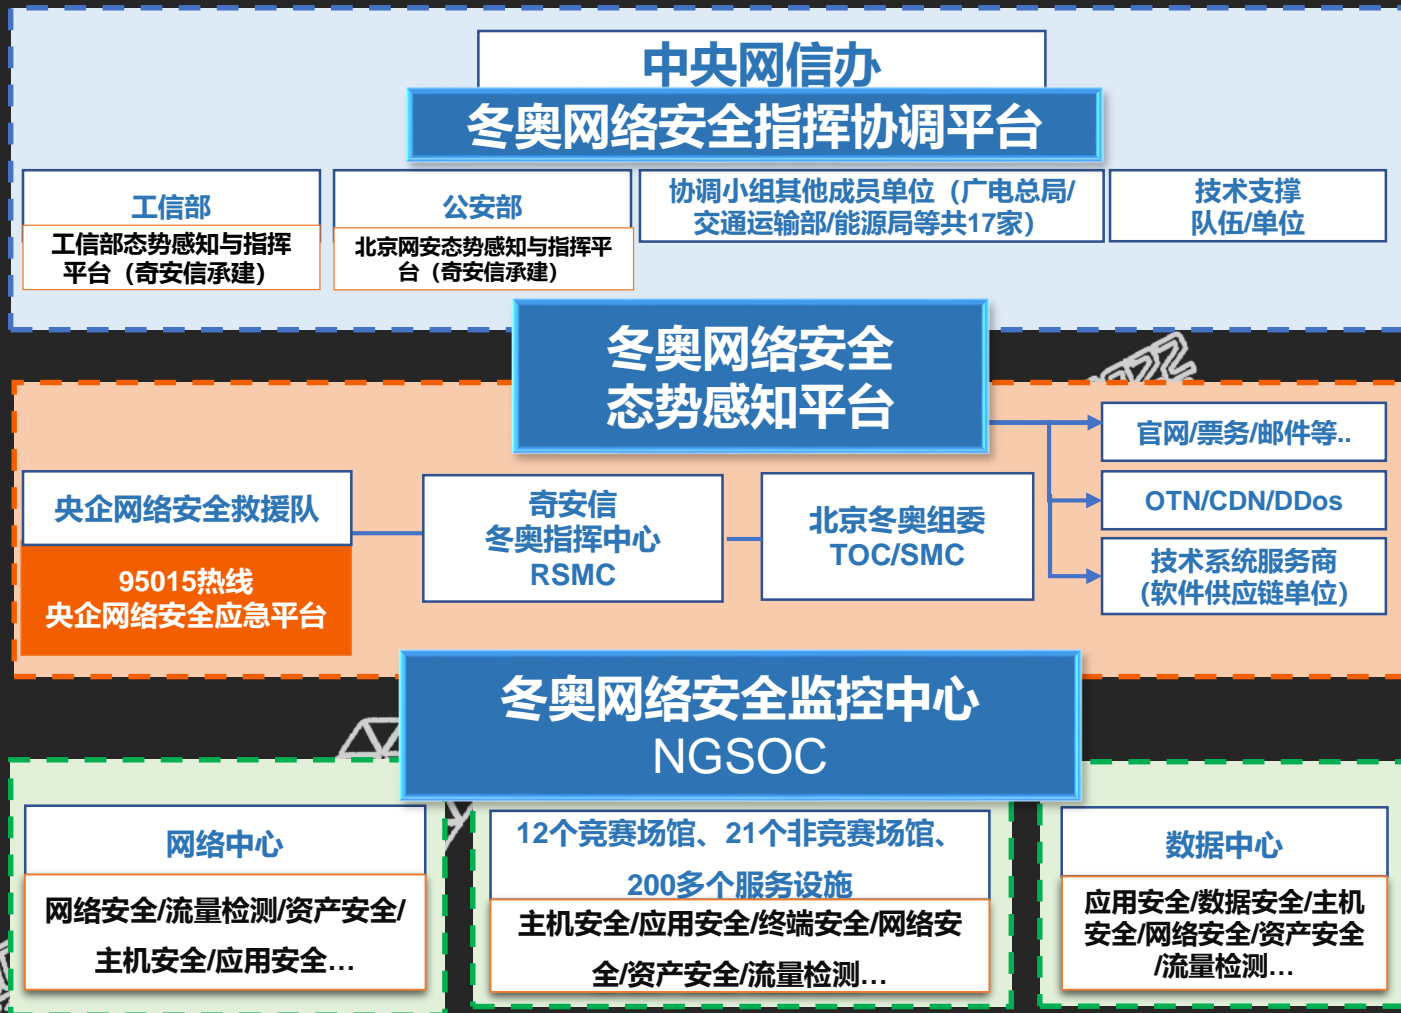 中央网信办
冬奥网络安全指挥协调平台
工信部
工信部态势感知与指挥
平台（奇安信承建）
公安部
北京网安态势感知与指挥平
台（奇安信承建）
协调小组其他成员单位（广电总局/
交通运输部/能源局等共17家）
技术支撑
队伍/单位
冬奥网络安全
态势感知平台
2022
央企网络安全救援队
95015热线
央企网络安全应急平台
奇安信
冬奥指挥中心
RSMC
北京冬奥组委
TOC/SMC
官网/票务/邮件等..
OTN/CDN/DDos
技术系统服务商
(软件供应链单位）
冬奥网络安全监控中心
NGSOC
网络中心
网络安全/流量检测/资产安全/
主机安全/应用安全…
12个竞赛场馆、21个非竞赛场馆、
200多个服务设施
主机安全/应用安全/终端安全/网络安
全/资产安全/流量检测…
数据中心
应用安全/数据安全/主机
安全/网络安全/资产安全
/流量检测…